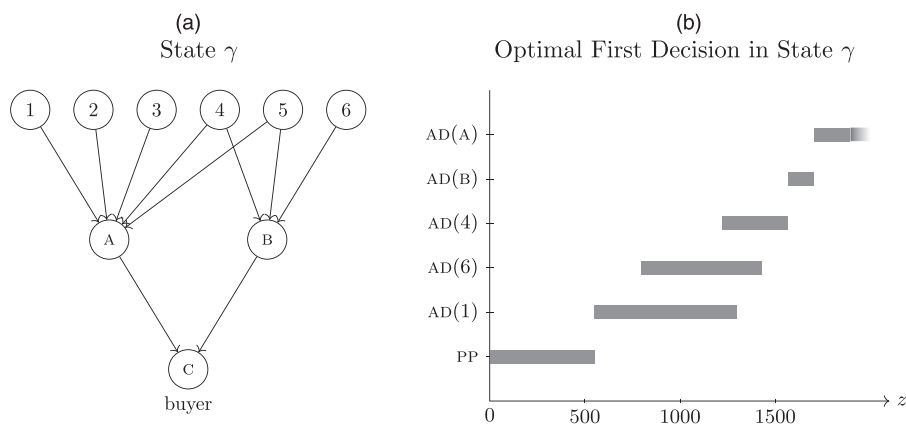 (a)
State γ
1 2 3 4 5 6
A B
C
buyer
(b)
Optimal First Decision in State γ
AD(A)
AD(B)
AD(4)
AD(6)
AD(1)
PP
0 500 1000 1500 z